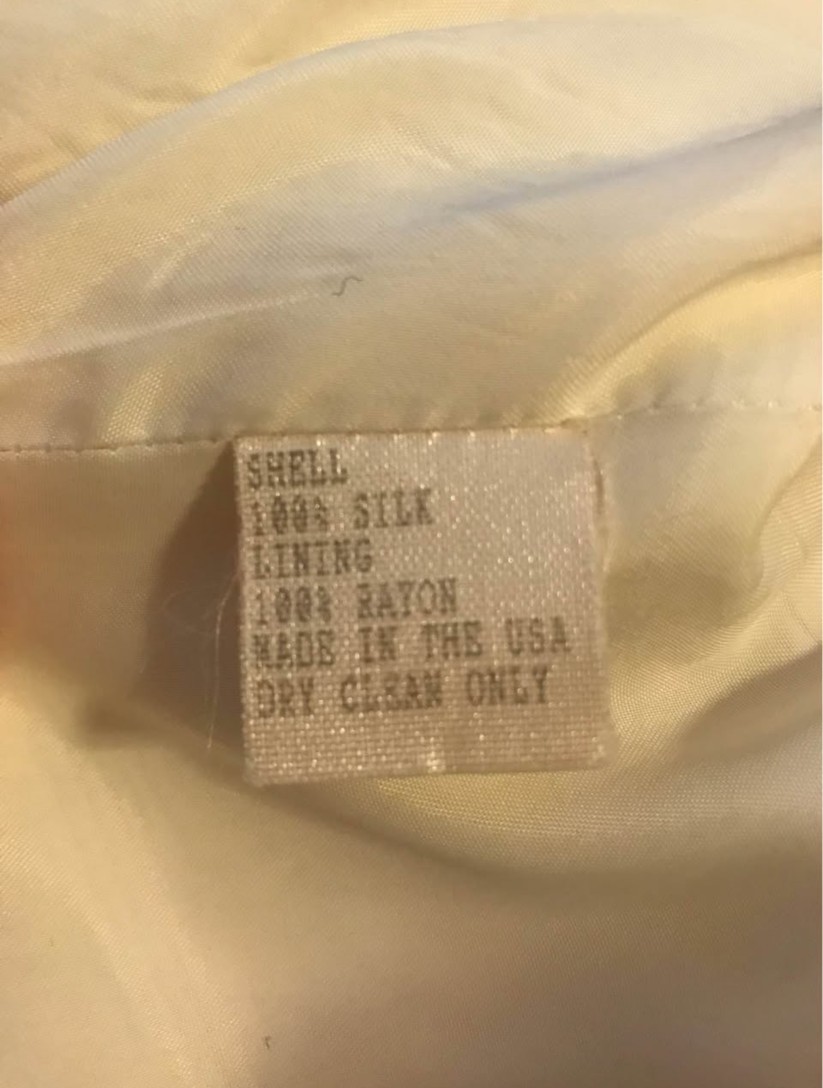 SHELL
100% SILK
LINING
100% RAYON
MADE IN THE USA
DRY CLEAN ONLY